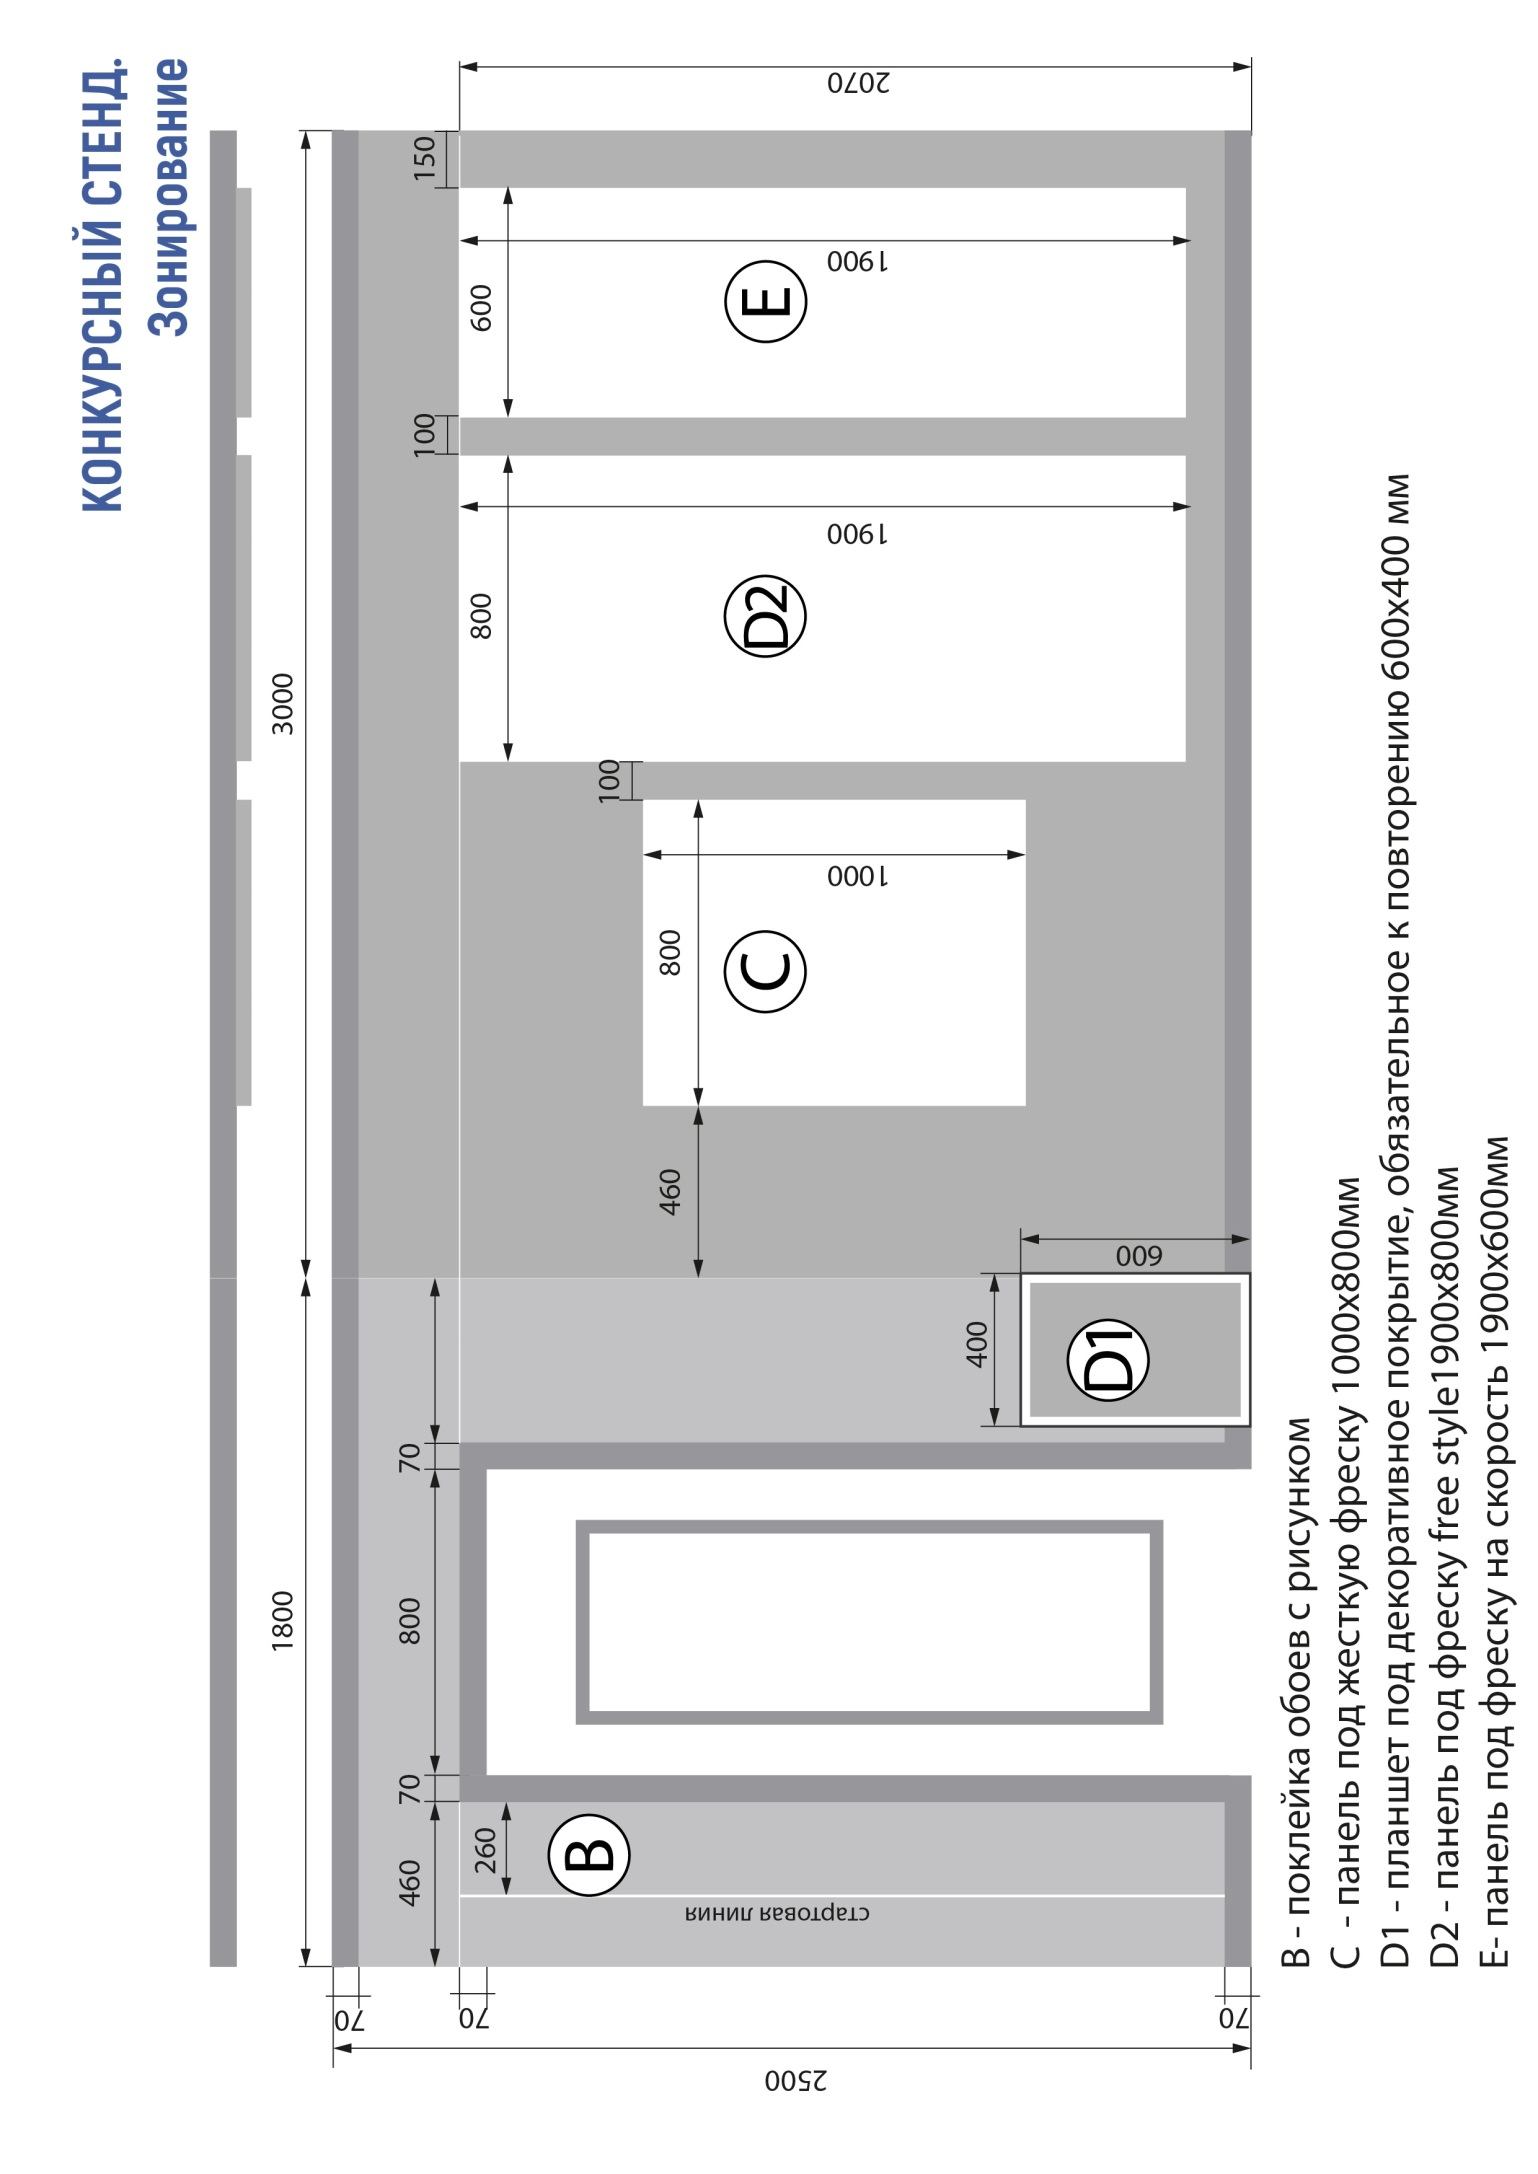 КОНКУРСНЫЙ СТЕНД.
Зонирование
1800
3000
460
70
800
70
100
100
150
260
800
600
460
800
1000
1900
1900
2070
400
600
70
70
70
2500
стартовая линия
B
D1
C
D2
E
B - поклейка обоев с рисунком
C - панель под жесткую фреску 1000х800мм
D1 - планшет под декоративное покрытие, обязательное к повторению 600х400 мм
D2 - панель под фреску free style1900х800мм
E- панель под фреску на скорость 1900х600мм